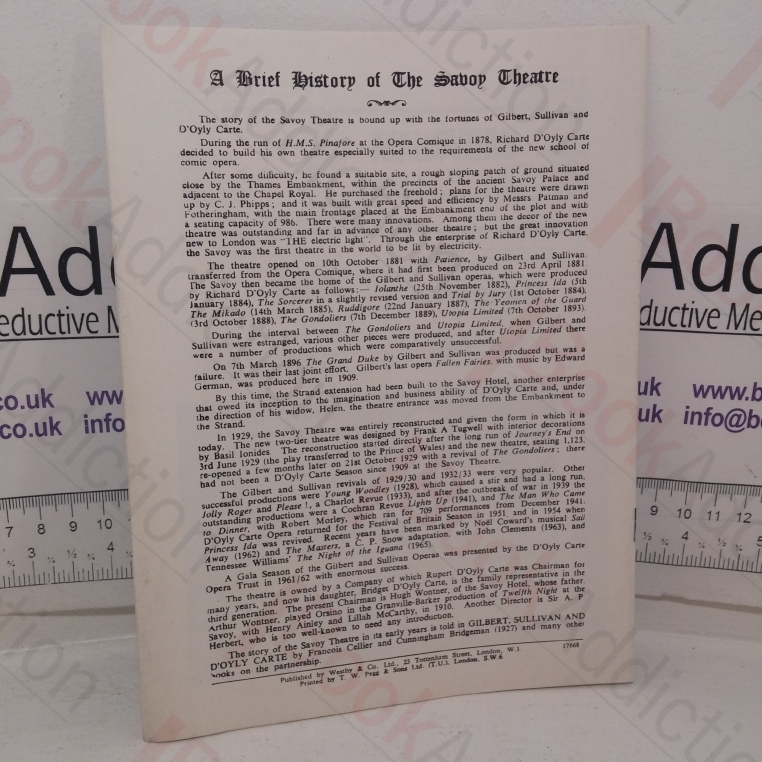 A Brief History of The Savoy Theatre
The story of the Savoy Theatre is bound up with the fortunes of Gilbert, Sullivan and
D'Oyly Carte.
During the run of H.M.S. Pinafore at the Opera Comique in 1878, Richard D'Oyly Carte
decided to build his own theatre especially suited to the requirements of the new school of
comic opera.
After some difficulty, he found a suitable site, a rough sloping patch of ground situated
close by the Thames Embankment, within the precincts of the ancient Savoy Palace and
adjacent to the Chapel Royal. He purchased the freehold; plans for the theatre were drawn
up by C. J. Phipps; and it was built with great speed and efficiency by Messrs Patman and
Fotheringham, with the main frontage placed at the Embankment end of the plot and with
a seating capacity of 986. There were many innovations. Among them the decor of the new
theatre was outstanding and far in advance of any other theatre; but the great innovation
new to London was "THE electric light". Through the enterprise of Richard D'Oyly Carte,
the Savoy was the first theatre in the world to be lit by electricity.
The theatre opened on 10th October 1881 with Patience, by Gilbert and Sullivan,
transferred from the Opera Comique, where it had first been produced on 23rd April 1881.
The Savoy then became the home of the Gilbert and Sullivan operas, which were produced
by Richard D'Oyly Carte as follows:— Iolanthe (25th November 1882), Princess Ida (5th
January 1884), The Sorcerer in a slightly revised version and Trial by Jury (1st October 1884),
The Mikado (14th March 1885), Ruddigore (22nd January 1887), The Yeomen of the Guard
(3rd October 1888), The Gondoliers (7th December 1889), Utopia Limited (7th October 1893).
During the interval between The Gondoliers and Utopia Limited, when Gilbert and
Sullivan were estranged, various other pieces were produced, and after Utopia Limited there
were a number of productions which were comparatively unsuccessful.
On 7th March 1896 The Grand Duke by Gilbert and Sullivan was produced but was a
failure. It was their last joint effort. Gilbert's last opera Fallen Fairies, with music by Edward
German, was produced here in 1909.
By this time, the Strand extension had been built to the Savoy Hotel, another enterprise
that owed its inception to the imagination and business ability of D'Oyly Carte and, under
the direction of his widow, Helen, the theatre entrance was moved from the Embankment to
the Strand.
In 1929, the Savoy Theatre was entirely reconstructed and given the form in which it is
today. The new two-tier theatre was designed by Frank A Tugwell with interior decorations
by Basil Ionides. The reconstruction started directly after the long run of Journey's End on
3rd June 1929 (the play transferred to the Prince of Wales) and the new theatre, seating 1,123,
re-opened a few months later on 21st October 1929 with a revival of The Gondoliers; there
had not been a D'Oyly Carte Season since 1909 at the Savoy Theatre.
The Gilbert and Sullivan revivals of 1929/30 and 1932/33 were very popular. Other
successful productions were Young Woodley (1928), which caused a stir and had a long run,
Jolly Roger and Please!, a Charlot Revue (1933), and after the outbreak of war in 1939 the
outstanding productions were a Cochran Revue Lights Up (1941), and The Man Who Came
to Dinner, with Robert Morley, which ran for 709 performances from December 1941.
D'Oyly Carte Opera returned for the Festival of Britain Season in 1951, and in 1954 when
Princess Ida was revived. Recent years have been marked by Noël Coward's musical Sail
Away (1962) and The Masters, a C. P. Snow adaptation, with John Clements (1963), and
Tennessee Williams' The Night of the Iguana (1965).
A Gala Season of the Gilbert and Sullivan Operas was presented by the D'Oyly Carte
Opera Trust in 1961/62 with enormous success.
The theatre is owned by a Company of which Rupert D'Oyly Carte was Chairman for
many years, and now his daughter, Bridget D'Oyly Carte, is the family representative in the
third generation. The present Chairman is Hugh Wontner, of the Savoy Hotel, whose father,
Arthur Wontner, played Orsino in the Granville-Barker production of Twelfth Night at the
Savoy, with Henry Ainley and Lillah McCarthy, in 1910. Another Director is Sir A. P.
Herbert, who is too well-known to need any introduction.
The story of the Savoy Theatre in its early years is told in GILBERT, SULLIVAN AND
D'OYLY CARTE by Francois Cellier and Cunningham Bridgeman (1927) and many other
books on the partnership.
Published by Westby & Co. Ltd., 23 Tottenham Street, London, W.1
Printed by T. W. Pegg & Sons Ltd. (T.U.), London, S.W.6.
17668